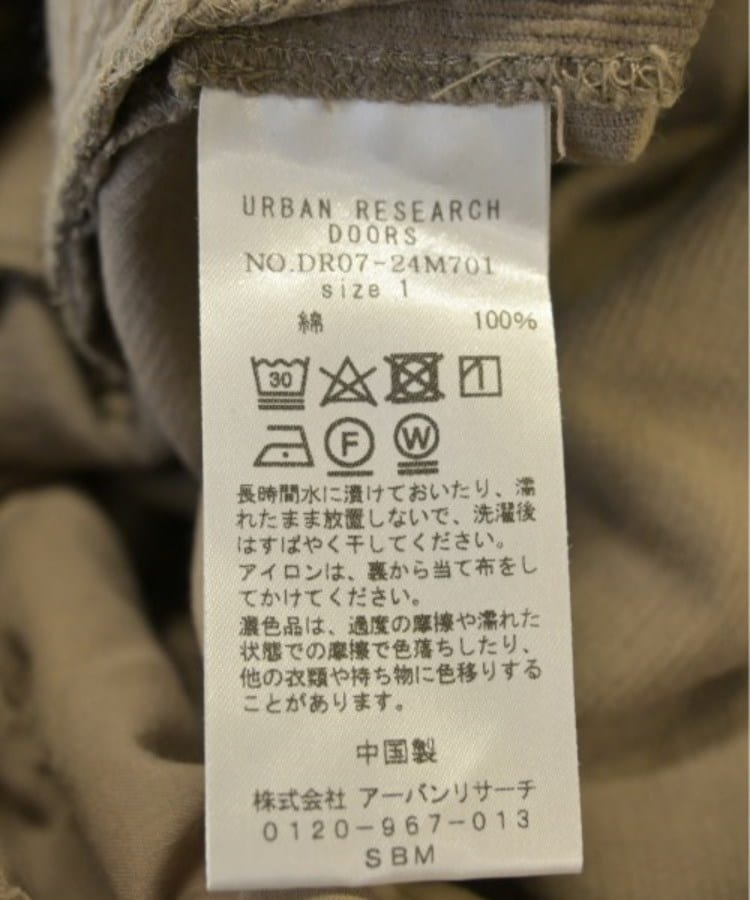 URBAN RESEARCH
DOORS
NO.DR07-24M701
size 1
綿 100%
30
F W
長時間水に漬けておいたり、濡
れたまま放置しないで、洗濯後
はすばやく干してください。
アイロンは、裏から当て布をし
てかけてください。
濃色品は、過度の摩擦や濡れた
状態での摩擦で色落ちしたり、
他の衣類や持ち物に色移りする
ことがあります。
中国製
株式会社 アーバンリサーチ
0120-967-013
SBM